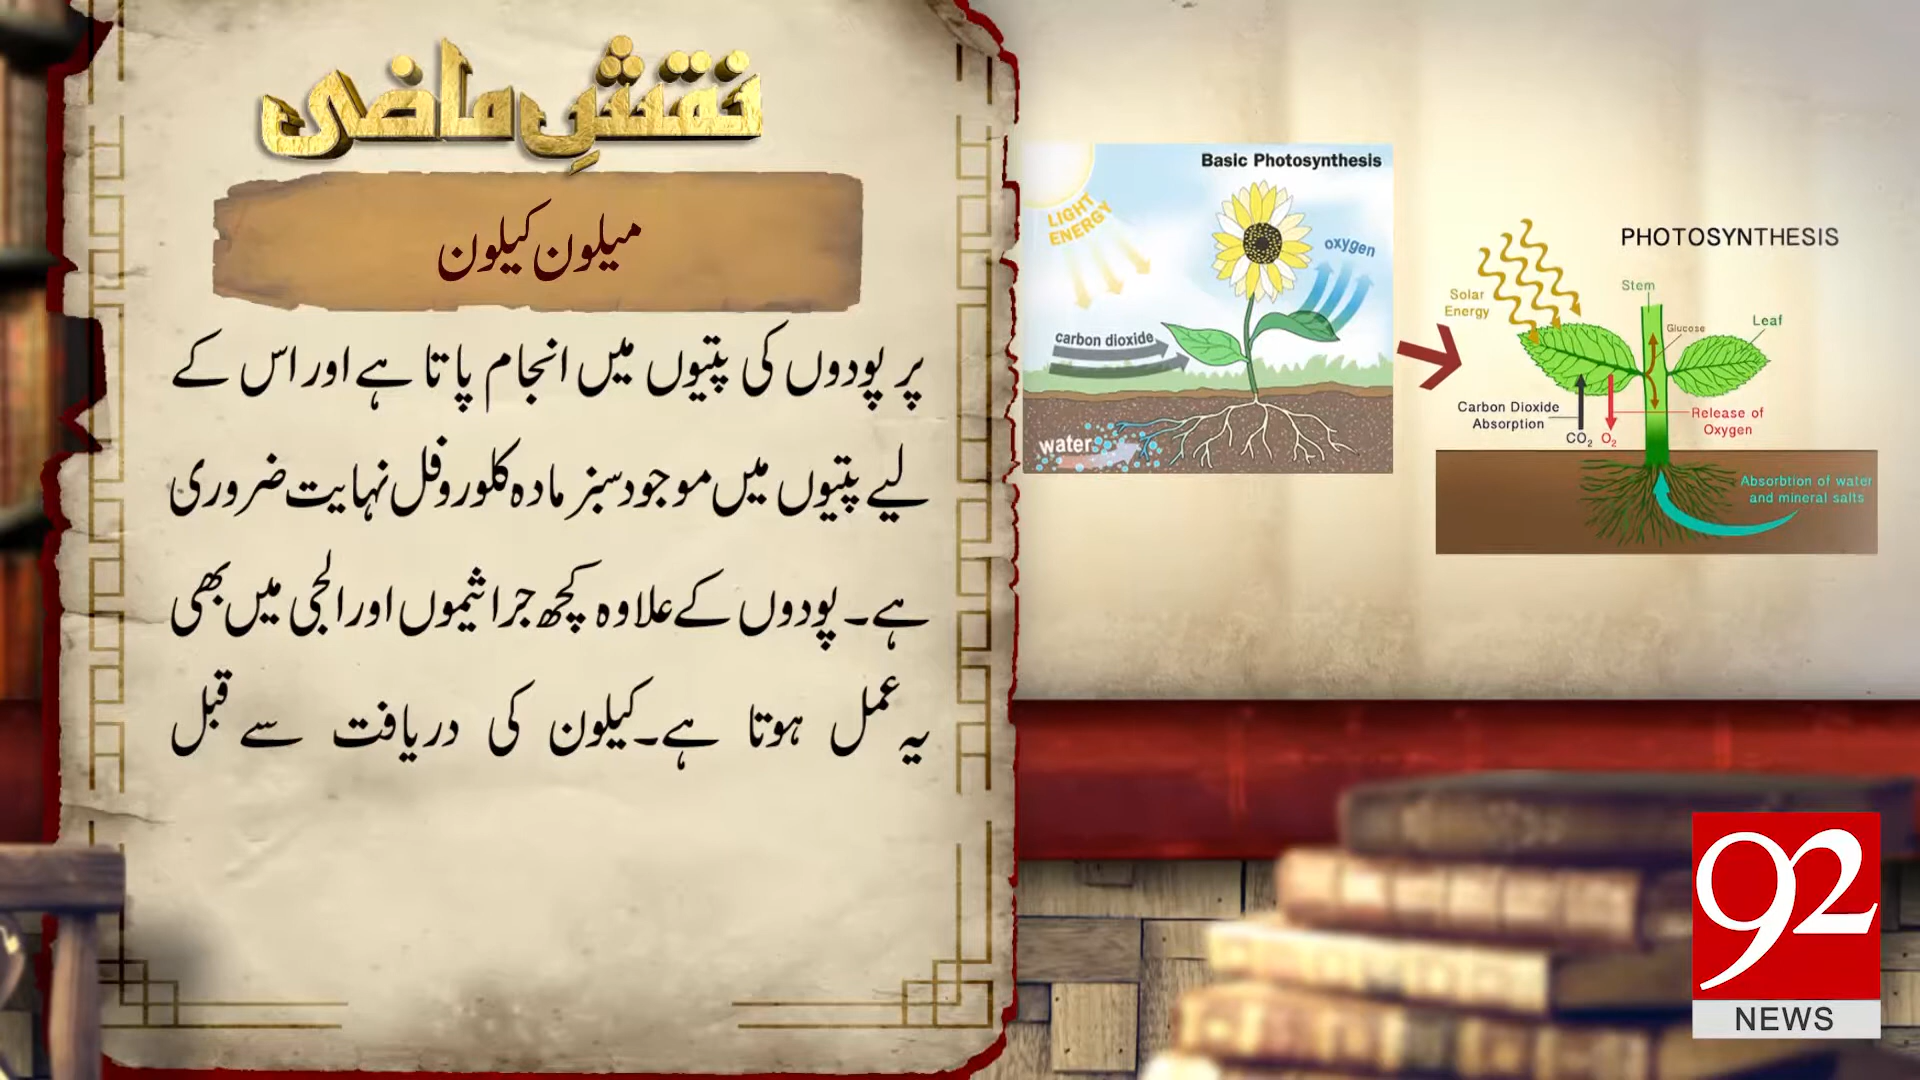 نقشِ ماضی
میلون کیلون
پر پودوں کی پتیوں میں انجام پاتا ہے اور اس کے
لیے پتیوں میں موجود سبز مادہ کلوروفل نہایت ضروری
ہے۔ پودوں کے علاوہ کچھ جراثیموں اور الجی میں بھی
یہ عمل ہوتا ہے۔ کیلون کی دریافت سے قبل
Basic Photosynthesis
LIGHT
ENERGY
oxygen
carbon dioxide
water
PHOTOSYNTHESIS
Solar
Energy
Stem
Glucose
Leaf
Carbon Dioxide
Absorption
CO₂ O₂
Release of
Oxygen
Absorbtion of water
and mineral salts
92
NEWS